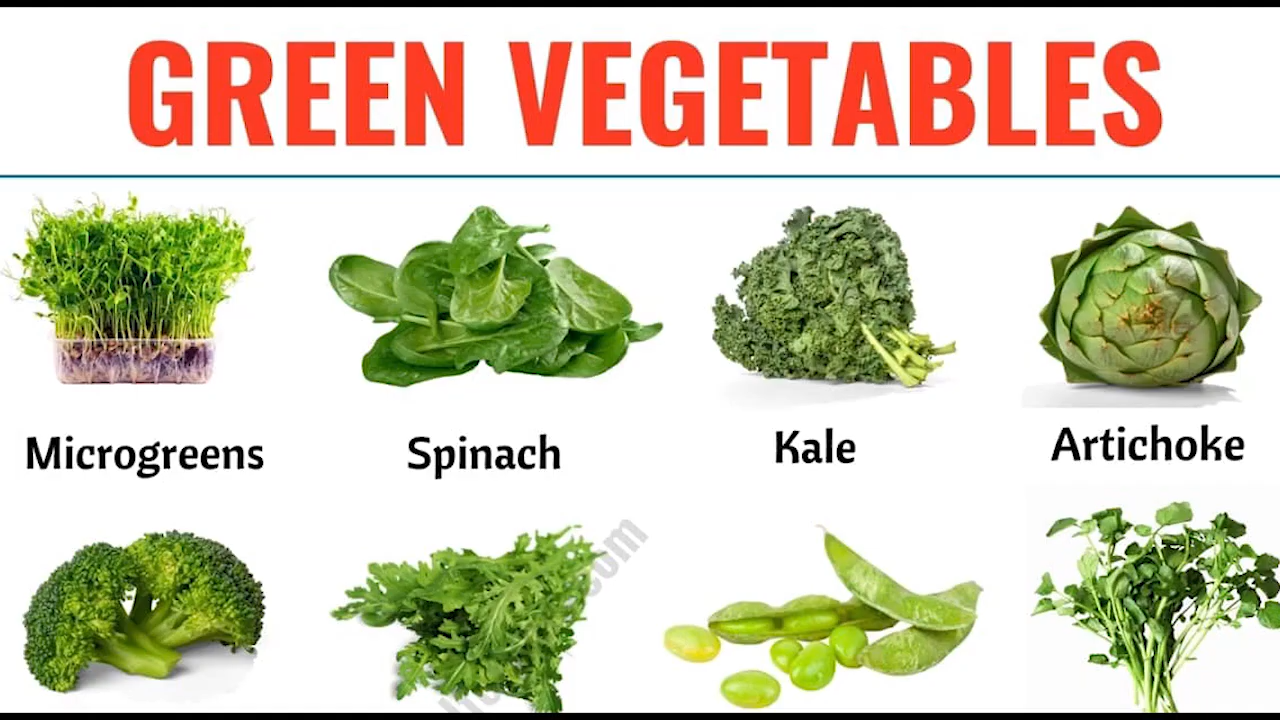 GREEN VEGETABLES
Microgreens
Spinach
Kale
Artichoke